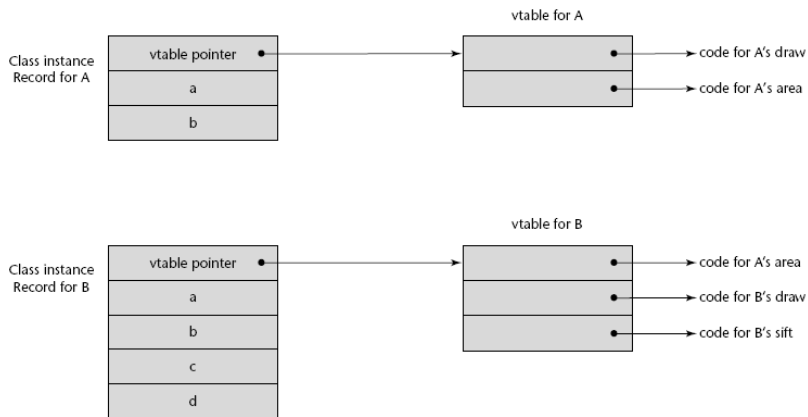 vtable for A
Class instance
Record for A
vtable pointer
a
b
code for A's draw
code for A's area
vtable for B
Class instance
Record for B
vtable pointer
a
b
c
d
code for A's area
code for B's draw
code for B's sift